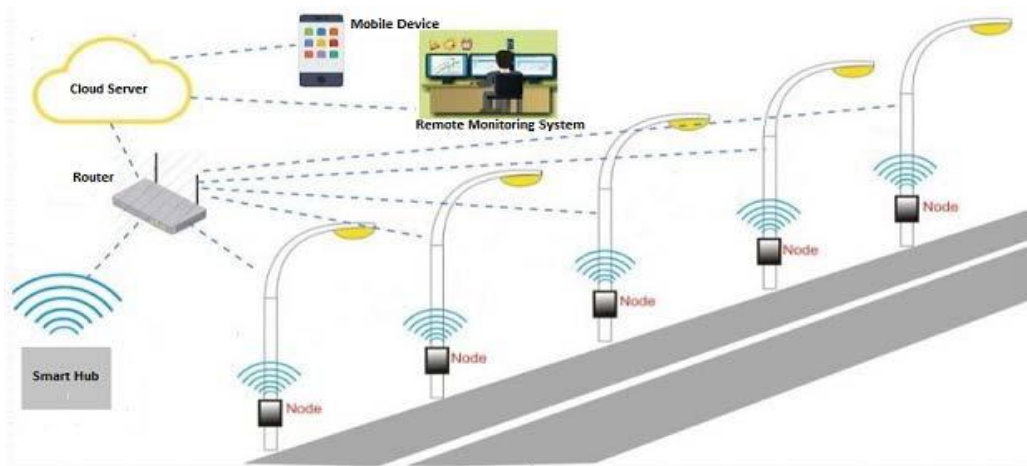 Mobile Device
Cloud Server
Remote Monitoring System
Router
Node
Node
Node
Node
Smart Hub
Node